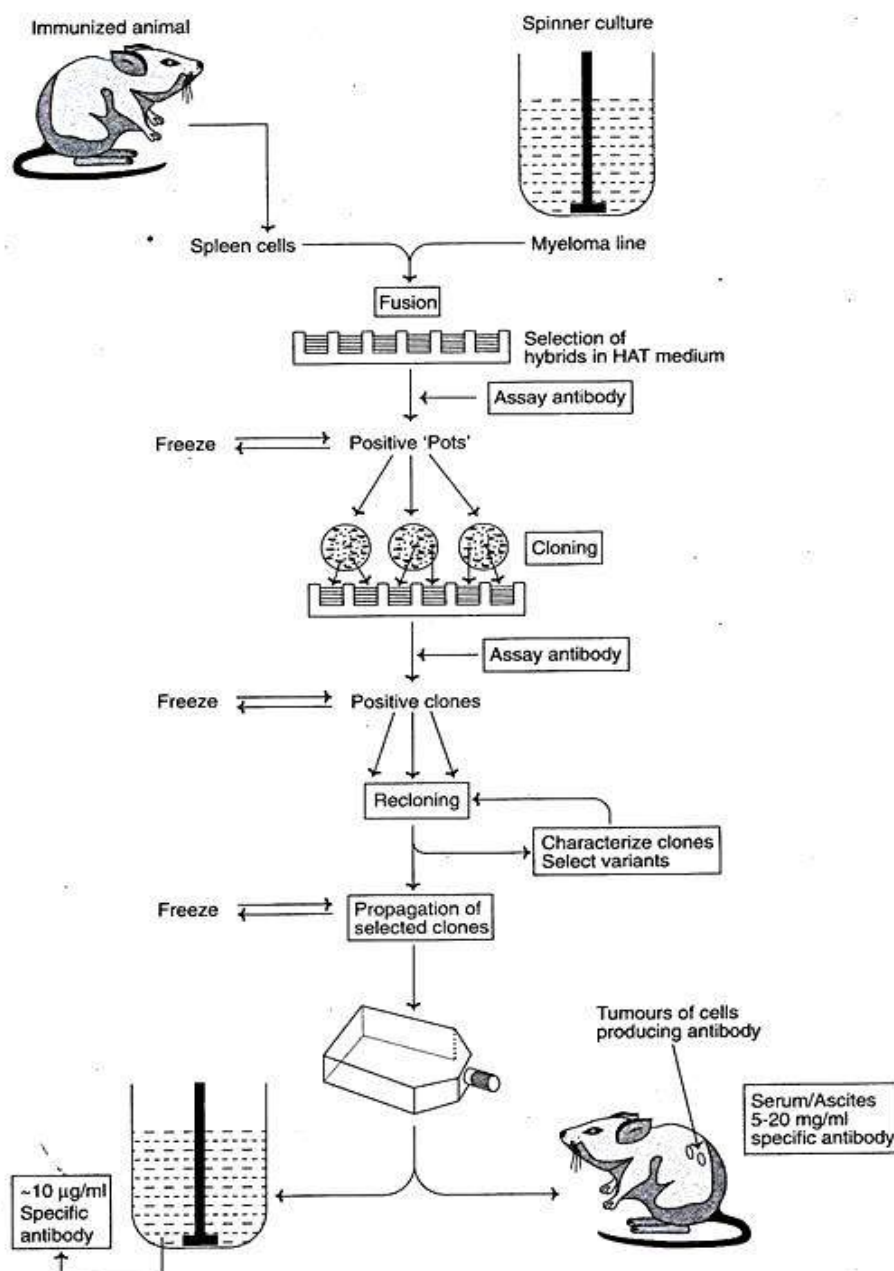 Immunized animal
Spinner culture
Spleen cells
Myeloma line
Fusion
Selection of
hybrids in HAT medium
Assay antibody
Freeze
Positive 'Pots'
Cloning
Assay antibody
Freeze
Positive clones
Recloning
Characterize clones
Select variants
Freeze
Propagation of
selected clones
Tumours of cells
producing antibody
Serum/Ascites
5-20 mg/ml
specific antibody
~10 µg/ml
Specific
antibody